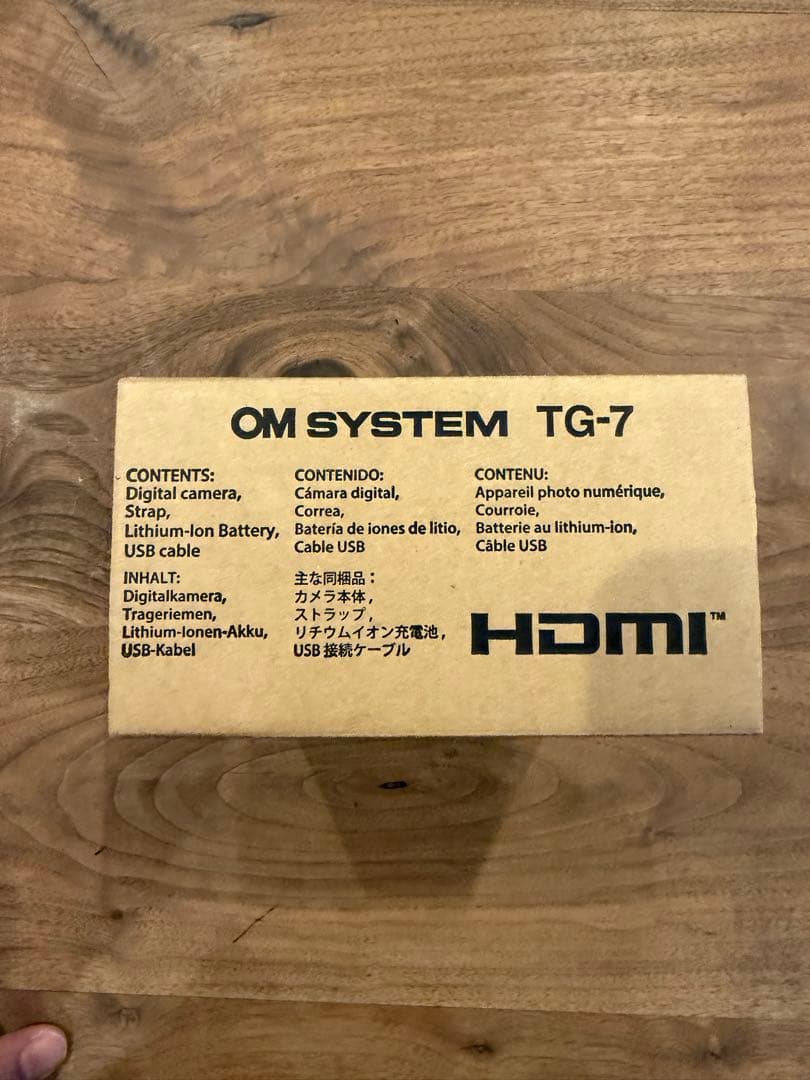 OM SYSTEM TG-7
CONTENTS:
Digital camera,
Strap,
Lithium-Ion Battery,
USB cable
CONTENIDO:
Cámara digital,
Correa,
Batería de iones de litio,
Cable USB
CONTENU:
Appareil photo numérique,
Courroie,
Batterie au lithium-ion,
Câble USB
INHALT:
Digitalkamera,
Trageriemen,
Lithium-Ionen-Akku,
USB-Kabel
主な同梱品：
カメラ本体，
ストラップ，
リチウムイオン充電池，
USB 接続ケーブル
HDMI™